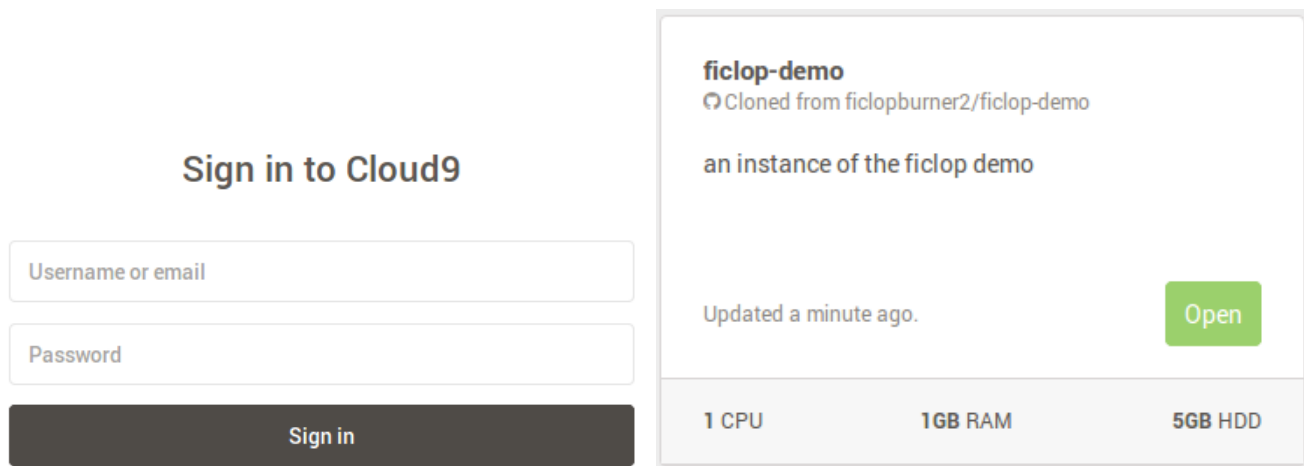 Sign in to Cloud9
Username or email
Password
Sign in
ficlop-demo
Cloned from ficlopburner2/ficlop-demo
an instance of the ficlop demo
Updated a minute ago.
Open
1 CPU
1GB RAM
5GB HDD